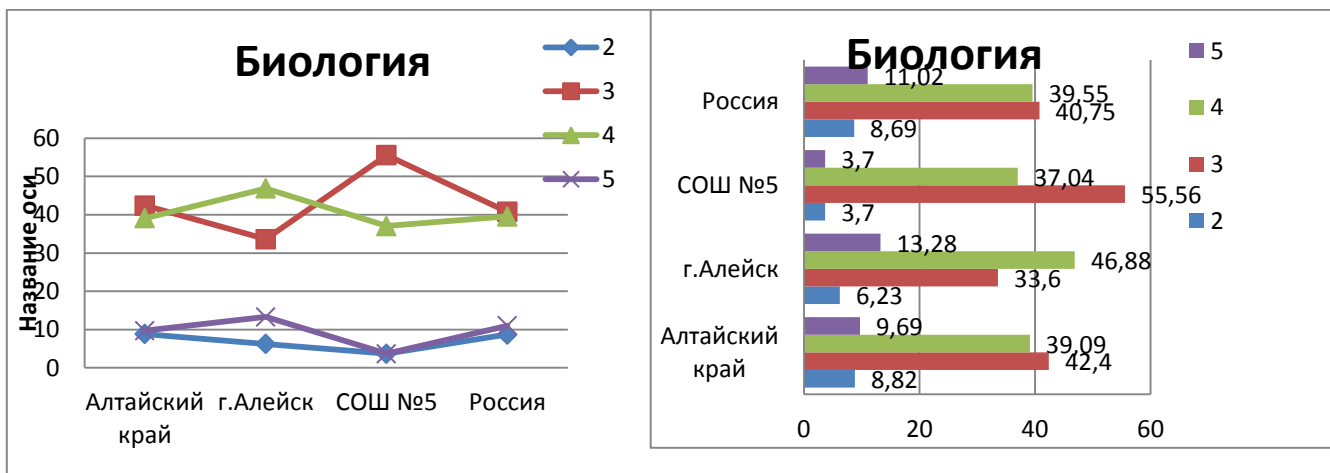 Биология
2
3
4
5
Название оси
60
50
40
30
20
10
0
Алтайский край
г.Алейск
СОШ №5
Россия
Биология
5
4
3
2
Россия
11,02
39,55
40,75
8,69
СОШ №5
3,7
37,04
55,56
3,7
г.Алейск
13,28
46,88
33,6
6,23
Алтайский
край
9,69
39,09
42,4
8,82
0
20
40
60